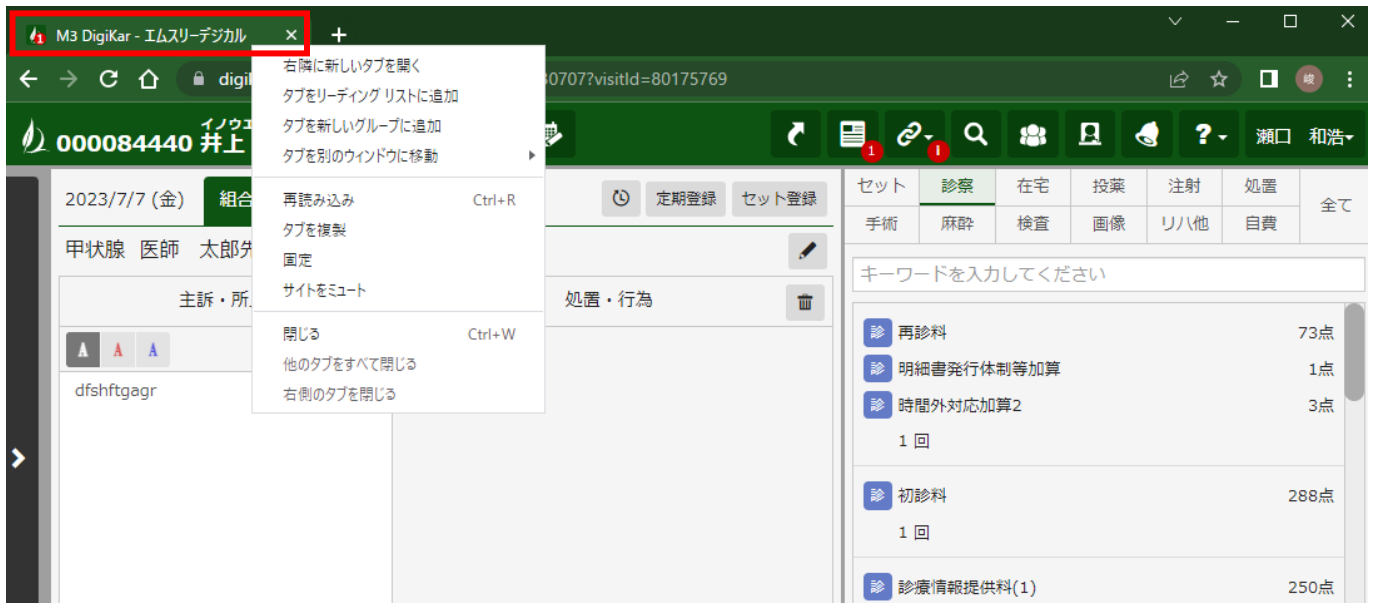 M3 DigiKar - エムスリーデジカル
digil
30707?visitId=80175769
峻
右隣に新しいタブを開く
タブをリーディング リストに追加
タブを新しいグループに追加
タブを別のウィンドウに移動
再読み込み Ctrl+R
タブを複製
固定
サイトをミュート
閉じる Ctrl+W
他のタブをすべて閉じる
右側のタブを閉じる
イノウエ
000084440 井上
1
!
?
瀬口 和浩
2023/7/7 (金)
組合
定期登録
セット登録
甲状腺 医師 太郎先
主訴・所
処置・行為
A A A
dfshftgagr
セット 診察 在宅 投薬 注射 処置 全て
手術 麻酔 検査 画像 リハ他 自費
キーワードを入力してください
診 再診料 73点
診 明細書発行体制等加算 1点
診 時間外対応加算2 3点
1 回
診 初診料 288点
1 回
診 診療情報提供料(1) 250点